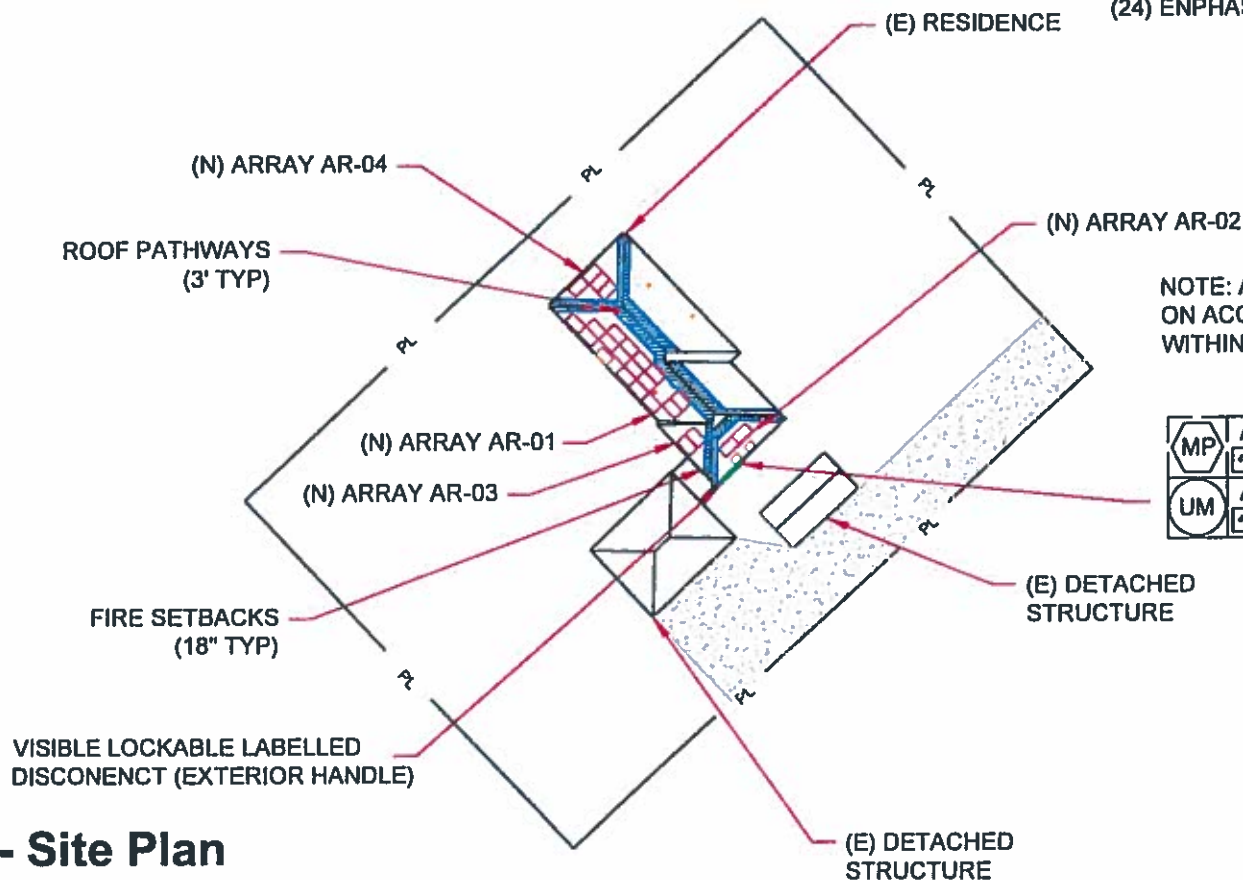 (24) ENPHAS
(E) RESIDENCE
(N) ARRAY AR-04
(N) ARRAY AR-02
ROOF PATHWAYS
(3' TYP)
NOTE: A
ON ACC
WITHIN
(N) ARRAY AR-01
(N) ARRAY AR-03
MP
UM
(E) DETACHED
STRUCTURE
FIRE SETBACKS
(18" TYP)
VISIBLE LOCKABLE LABELLED
DISCONENCT (EXTERIOR HANDLE)
(E) DETACHED
STRUCTURE
- Site Plan
PL
PL
PL
PL
PL
PL